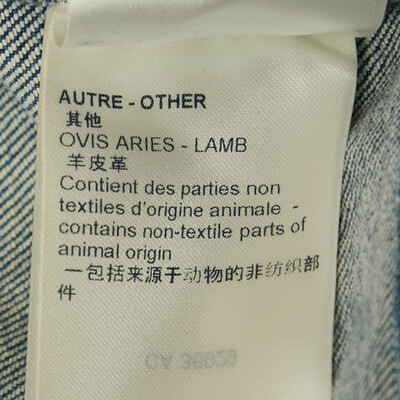 AUTRE - OTHER
其他
OVIS ARIES - LAMB
羊皮革
Contient des parties non
textiles d'origine animale -
contains non-textile parts of
animal origin
一包括来源于动物的非纺织部
件
CA 36929